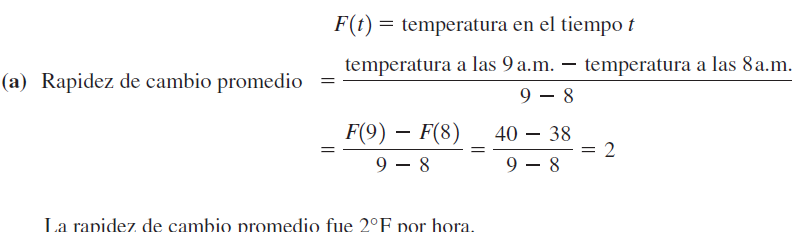 F(t) = temperatura en el tiempo t
(a) Rapidez de cambio promedio = temperatura a las 9 a.m. − temperatura a las 8 a.m. / 9 − 8
= F(9) − F(8) / 9 − 8 = 40 − 38 / 9 − 8 = 2
La rapidez de cambio promedio fue 2°F por hora.